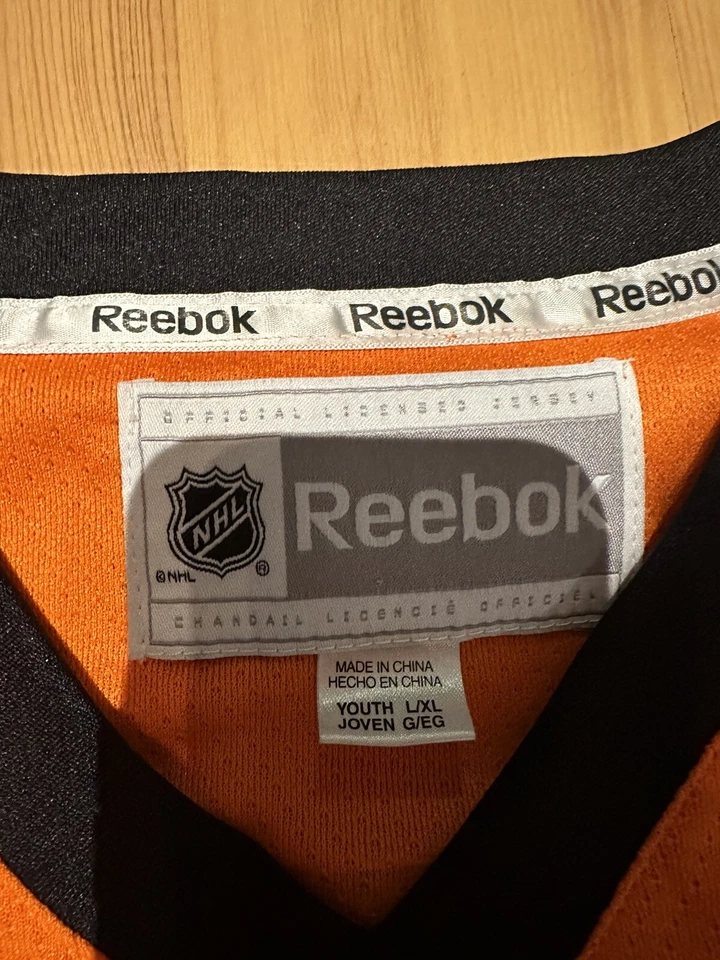 Reebok Reebok Reebok
OFFICIAL LICENSED JERSEY
NHL Reebok
©NHL ®
CHANDAIL LICENCIÉ OFFICIEL
MADE IN CHINA
HECHO EN CHINA
YOUTH L/XL
JOVEN G/EG